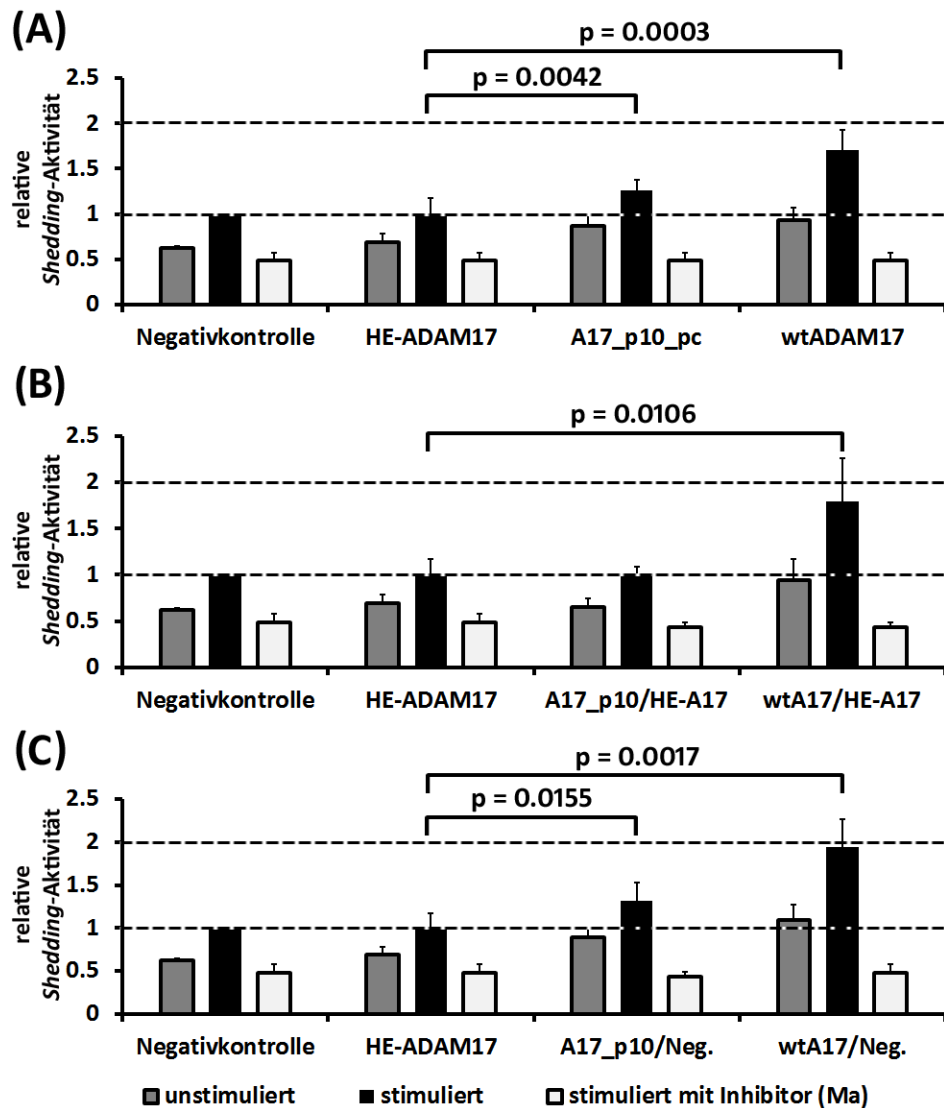 (A)
p = 0.0003
p = 0.0042
relative
Shedding-Aktivität
2.5
2
1.5
1
0.5
0
Negativkontrolle HE-ADAM17 A17_p10_pc wtADAM17
(B)
p = 0.0106
relative
Shedding-Aktivität
2.5
2
1.5
1
0.5
0
Negativkontrolle HE-ADAM17 A17_p10/HE-A17 wtA17/HE-A17
(C)
p = 0.0017
p = 0.0155
relative
Shedding-Aktivität
2.5
2
1.5
1
0.5
0
Negativkontrolle HE-ADAM17 A17_p10/Neg. wtA17/Neg.
unstimuliert stimuliert stimuliert mit Inhibitor (Ma)